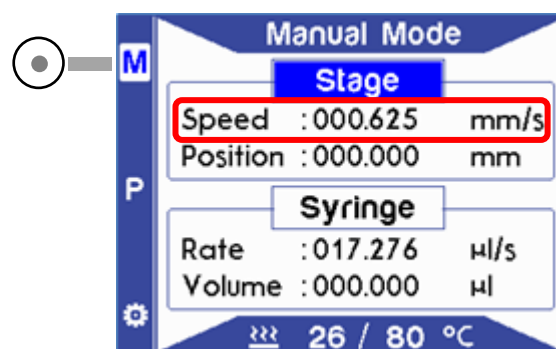 Manual Mode
M
Stage
Speed :000.625 mm/s
Position :000.000 mm
P
Syringe
Rate :017.276 µl/s
Volume :000.000 µl
26 / 80 °C